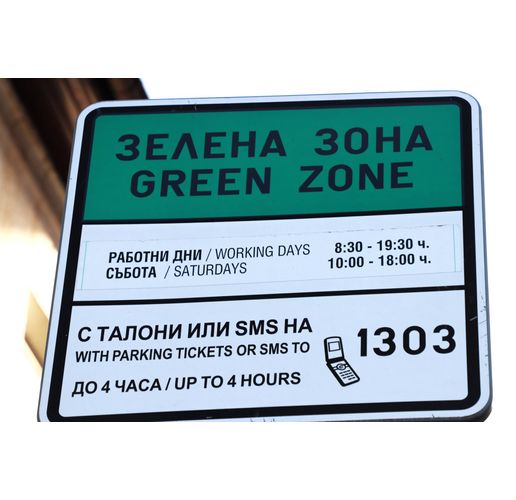 ЗЕЛЕНА ЗОНА
GREEN ZONE
РАБОТНИ ДНИ / WORKING DAYS 8:30 - 19:30 ч.
СЪБОТА / SATURDAYS 10:00 - 18:00 ч.
С ТАЛОНИ ИЛИ SMS НА
WITH PARKING TICKETS OR SMS TO 1303
ДО 4 ЧАСА / UP TO 4 HOURS